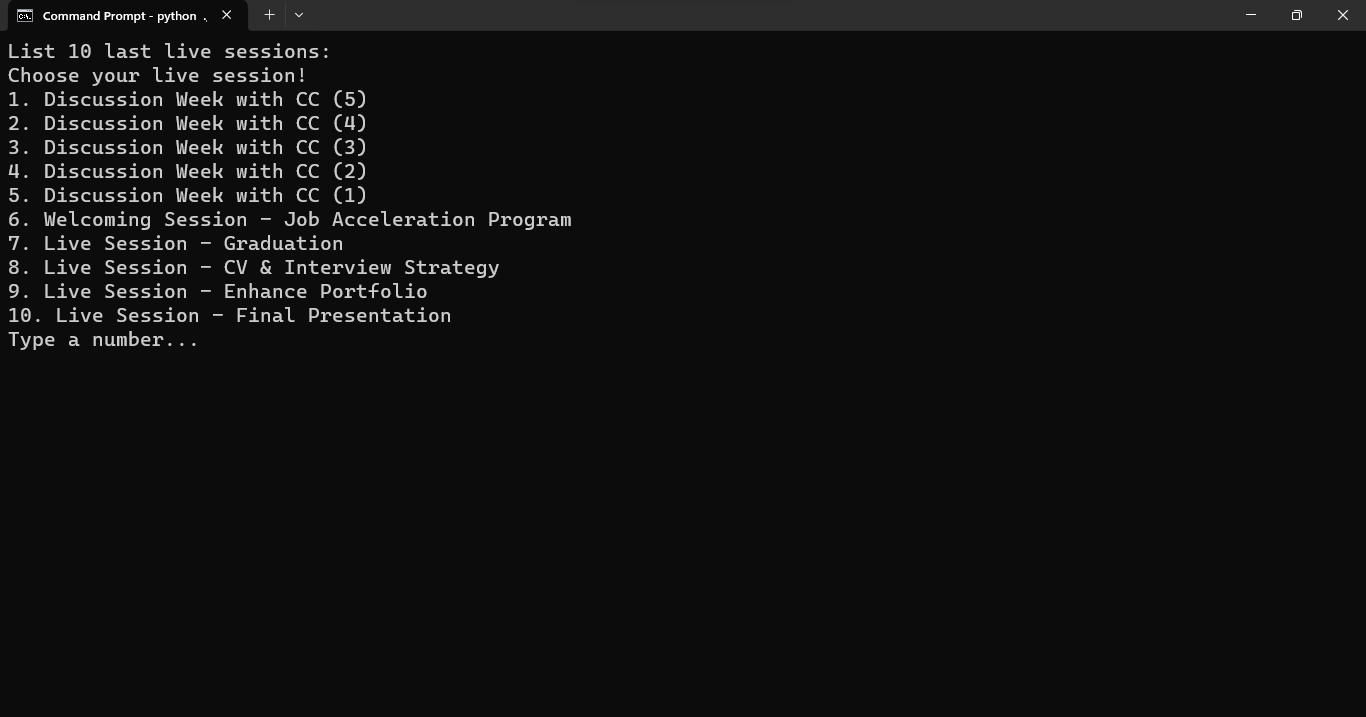 Command Prompt - python .
List 10 last live sessions:
Choose your live session!
1. Discussion Week with CC (5)
2. Discussion Week with CC (4)
3. Discussion Week with CC (3)
4. Discussion Week with CC (2)
5. Discussion Week with CC (1)
6. Welcoming Session - Job Acceleration Program
7. Live Session - Graduation
8. Live Session - CV & Interview Strategy
9. Live Session - Enhance Portfolio
10. Live Session - Final Presentation
Type a number...